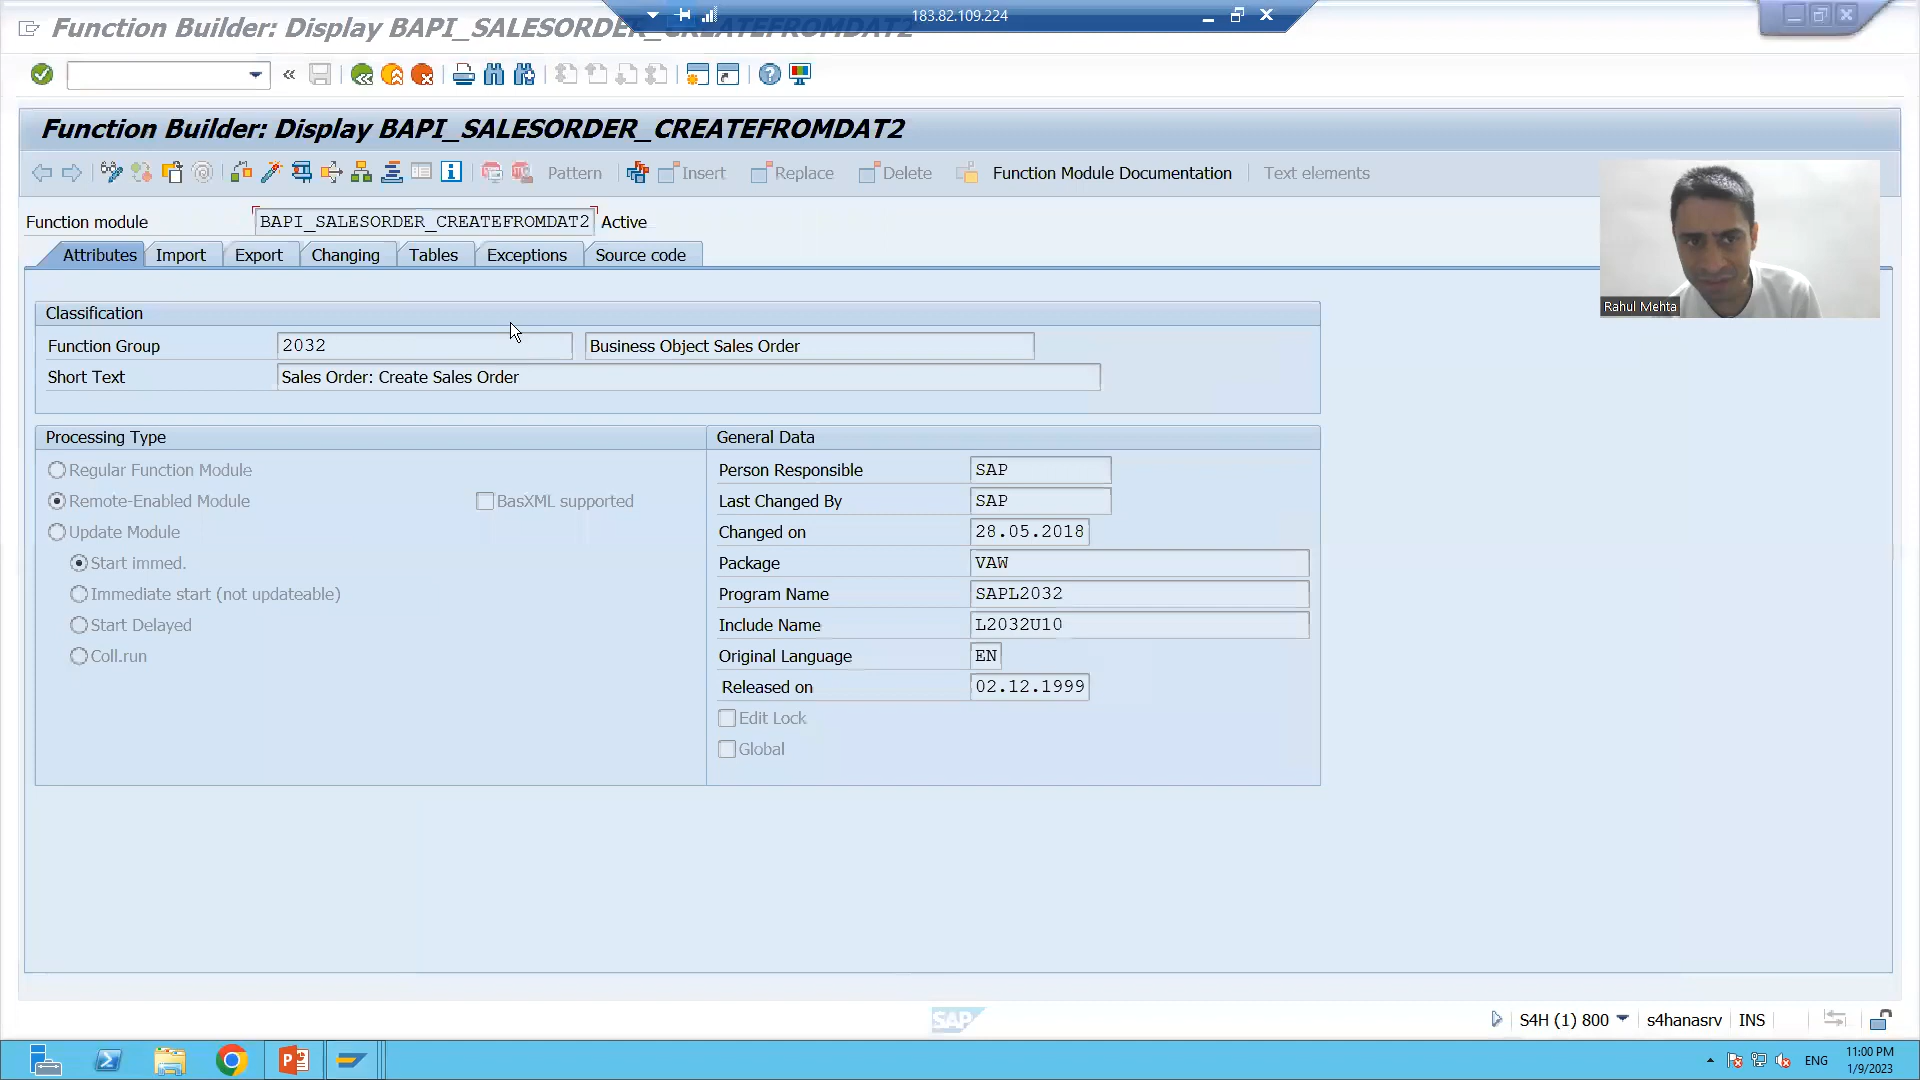 183.82.109.224
Function Builder: Display BAPI_SALESORDER_CREATEFROMDAT2
Function Builder: Display BAPI_SALESORDER_CREATEFROMDAT2
Pattern Insert Replace Delete Function Module Documentation Text elements
Function module BAPI_SALESORDER_CREATEFROMDAT2 Active
Attributes Import Export Changing Tables Exceptions Source code
Rahul Mehta
Classification
Function Group 2032 Business Object Sales Order
Short Text Sales Order: Create Sales Order
Processing Type General Data
Regular Function Module Person Responsible SAP
Remote-Enabled Module BasXML supported Last Changed By SAP
Update Module Changed on 28.05.2018
Start immed. Package VAW
Immediate start (not updateable) Program Name SAPL2032
Start Delayed Include Name L2032U10
Coll.run Original Language EN
Released on 02.12.1999
Edit Lock
Global
SAP S4H (1) 800 s4hanasrv INS
ENG 11:00 PM
1/9/2023